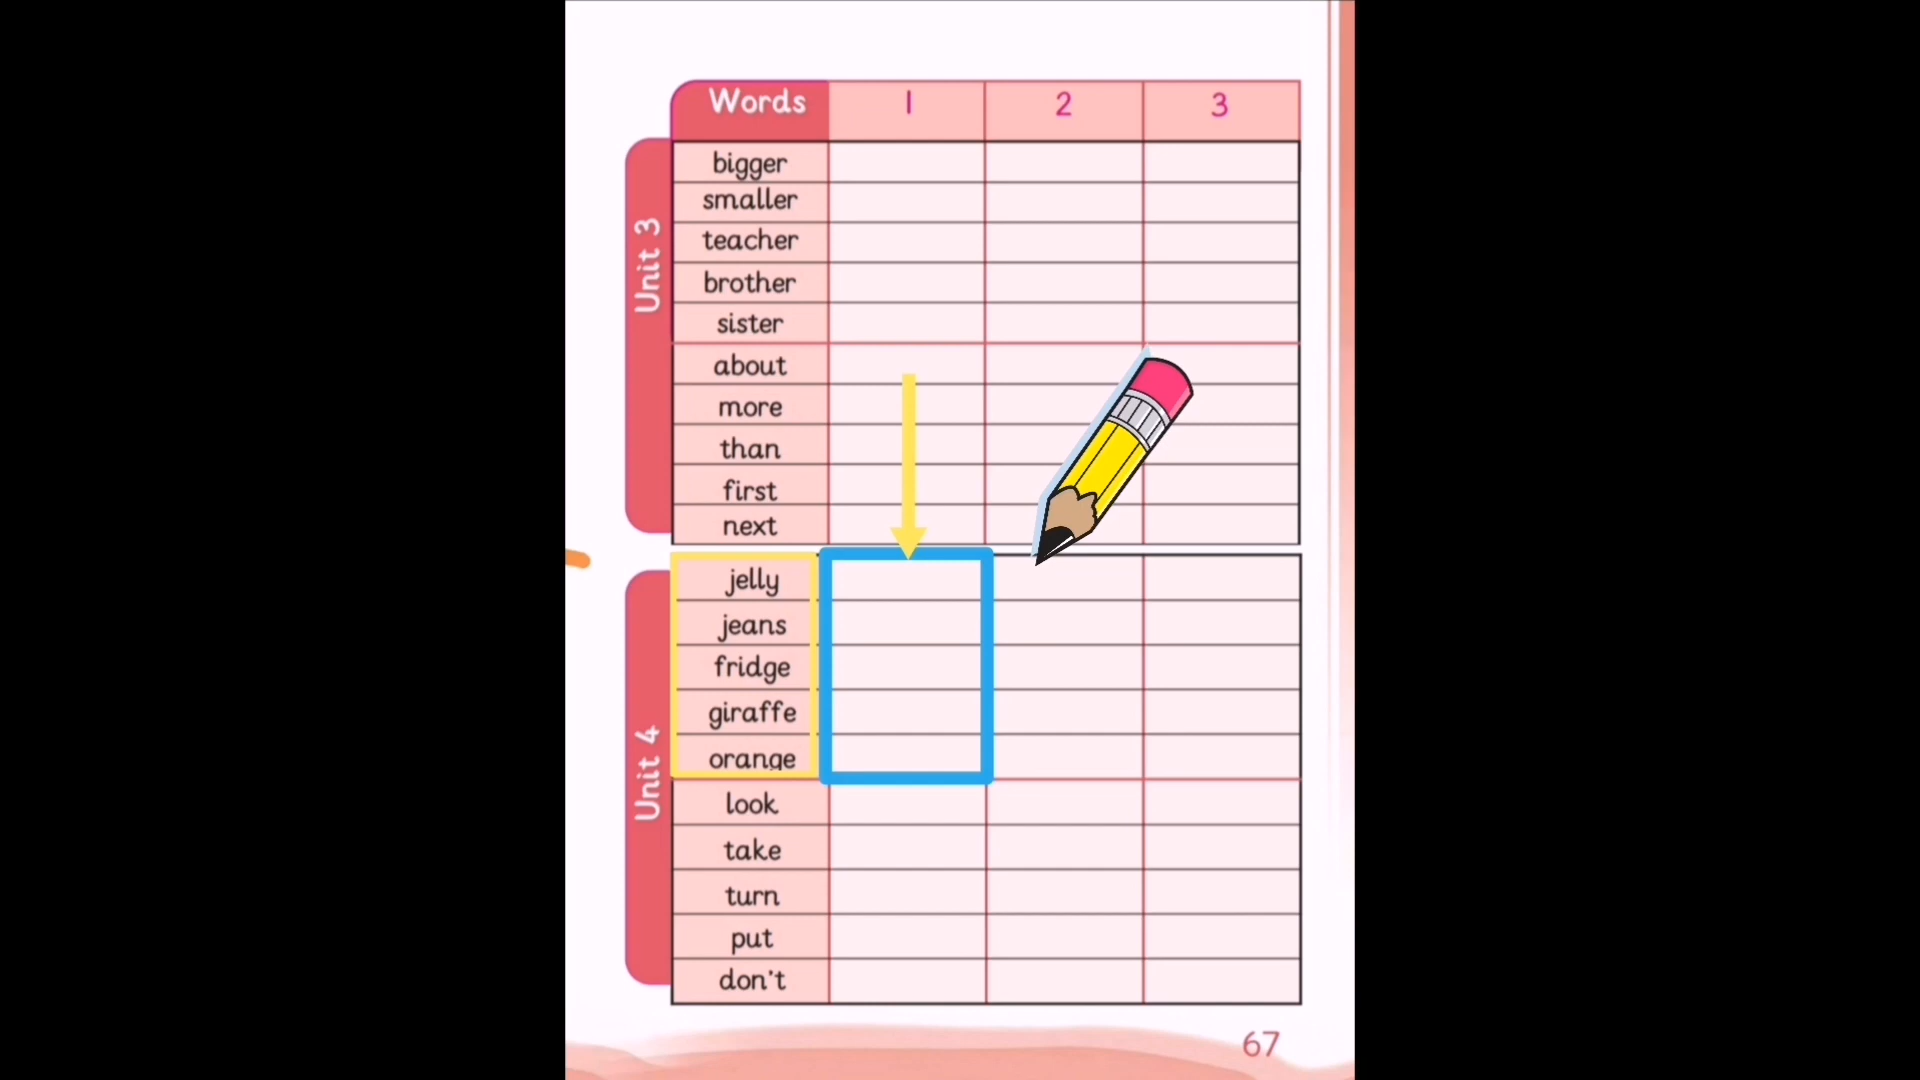 Words 1 2 3
Unit 3
bigger
smaller
teacher
brother
sister
about
more
than
first
next
Unit 4
jelly
jeans
fridge
giraffe
orange
look
take
turn
put
don't
67